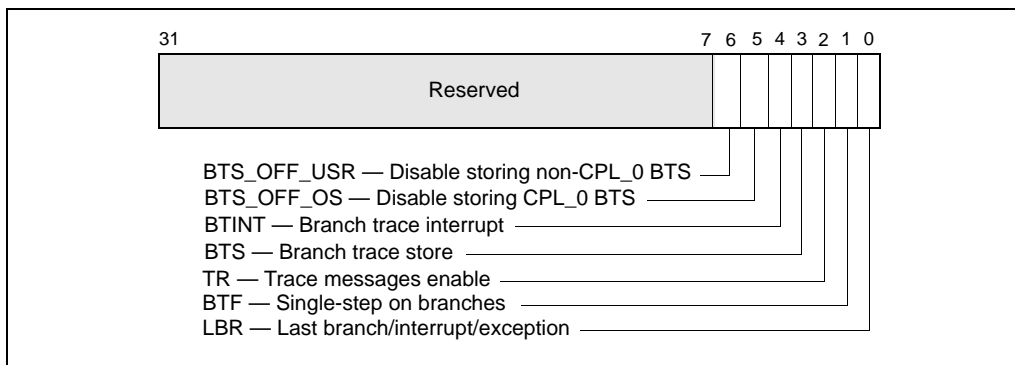 31 7 6 5 4 3 2 1 0
Reserved
BTS_OFF_USR — Disable storing non-CPL_0 BTS
BTS_OFF_OS — Disable storing CPL_0 BTS
BTINT — Branch trace interrupt
BTS — Branch trace store
TR — Trace messages enable
BTF — Single-step on branches
LBR — Last branch/interrupt/exception